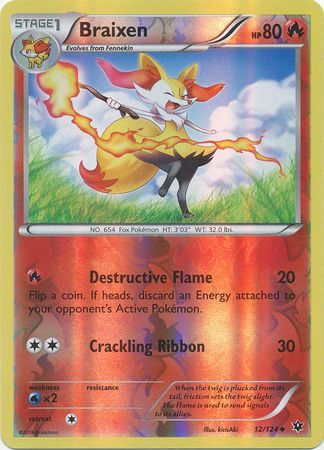 STAGE1
Braixen
HP 80
Evolves from Fennekin
NO. 654 Fox Pokémon HT: 3'03" WT: 32.0 lbs.
Destructive Flame 20
Flip a coin. If heads, discard an Energy attached to
your opponent's Active Pokémon.
Crackling Ribbon 30
weakness
resistance
×2
retreat
When the twig is plucked from its
tail, friction sets the twig alight.
The flame is used to send signals
to its allies.
©2016 Pokémon
Illus. kirisAki
12/124